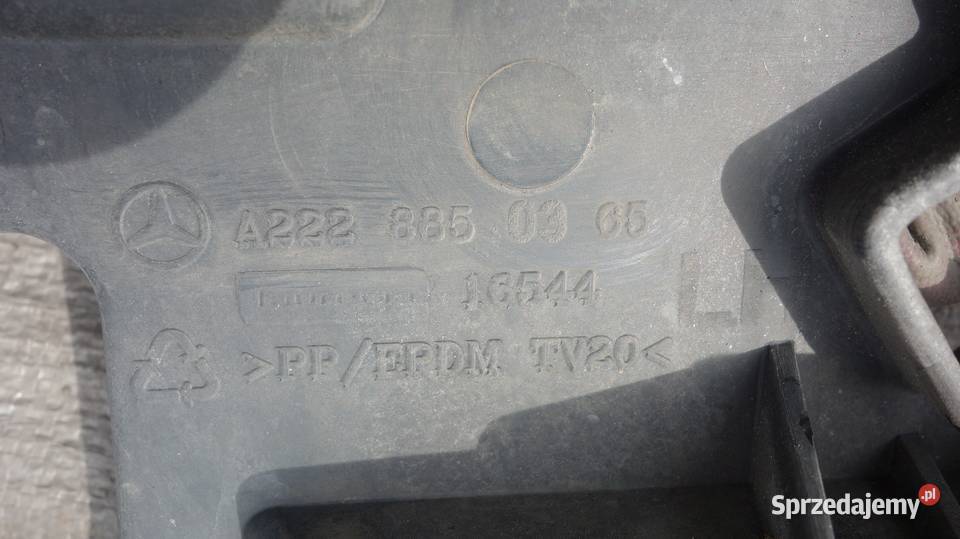 A222 885 03 65
16544
>PP/EPDM TV20<
Sprzedajemy.pl